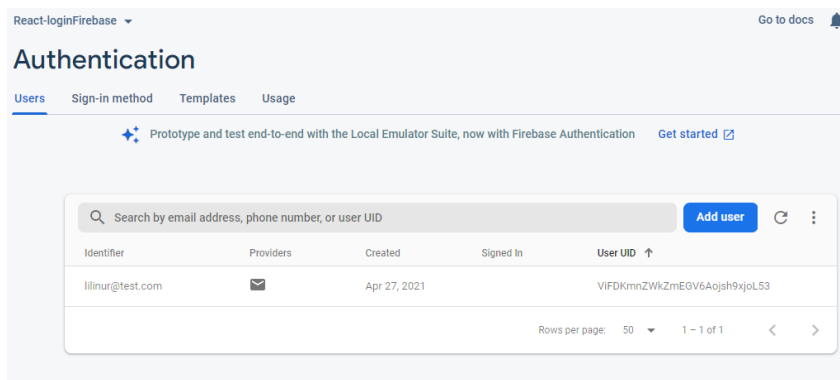 React-loginFirebase
Go to docs
Authentication
Users Sign-in method Templates Usage
Prototype and test end-to-end with the Local Emulator Suite, now with Firebase Authentication Get started
Search by email address, phone number, or user UID Add user
Identifier Providers Created Signed In User UID
lilinur@test.com Apr 27, 2021 ViFDKmnZWkZmEGV6Aojsh9xjoL53
Rows per page: 50 1 – 1 of 1